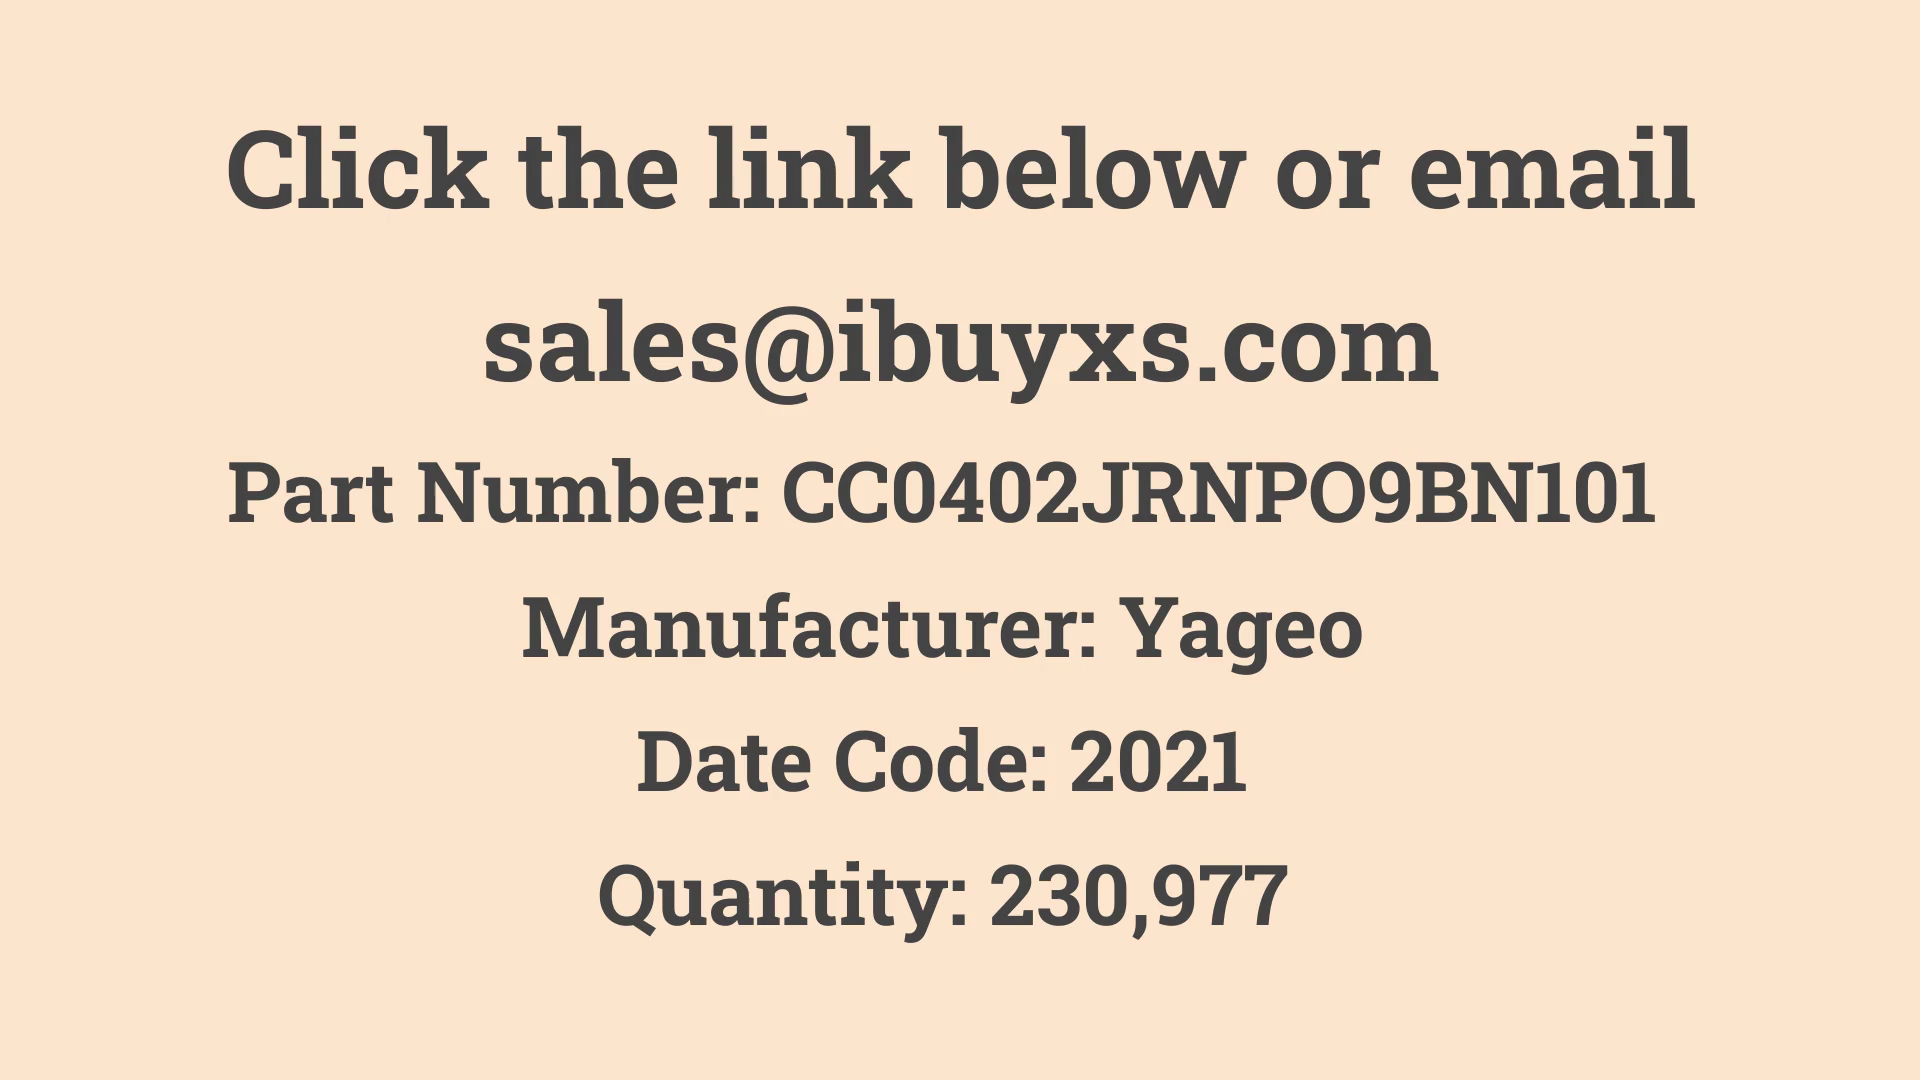 Click the link below or email
sales@ibuyxs.com
Part Number: CC0402JRNPO9BN101
Manufacturer: Yageo
Date Code: 2021
Quantity: 230,977